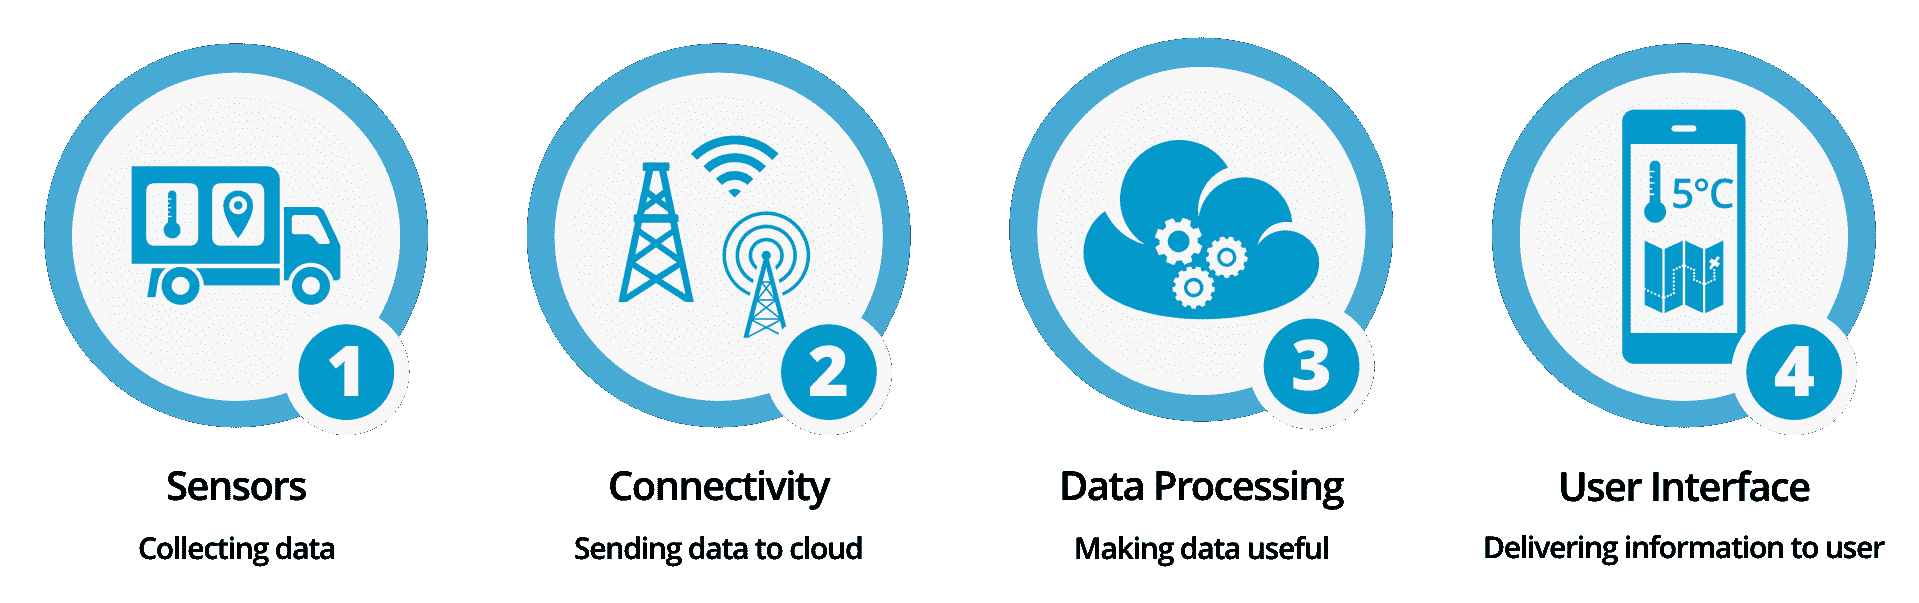 1
2
3
5°C
4
Sensors
Connectivity
Data Processing
User Interface
Collecting data
Sending data to cloud
Making data useful
Delivering information to user